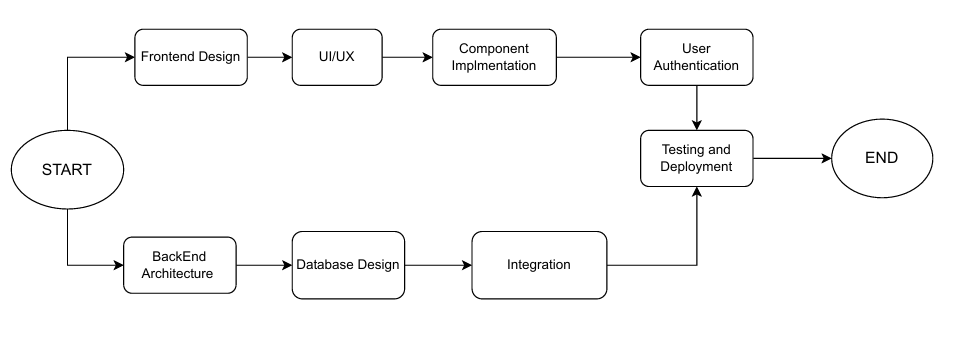 Frontend Design
UI/UX
Component
Implmentation
User
Authentication
START
Testing and
Deployment
END
BackEnd
Architecture
Database Design
Integration